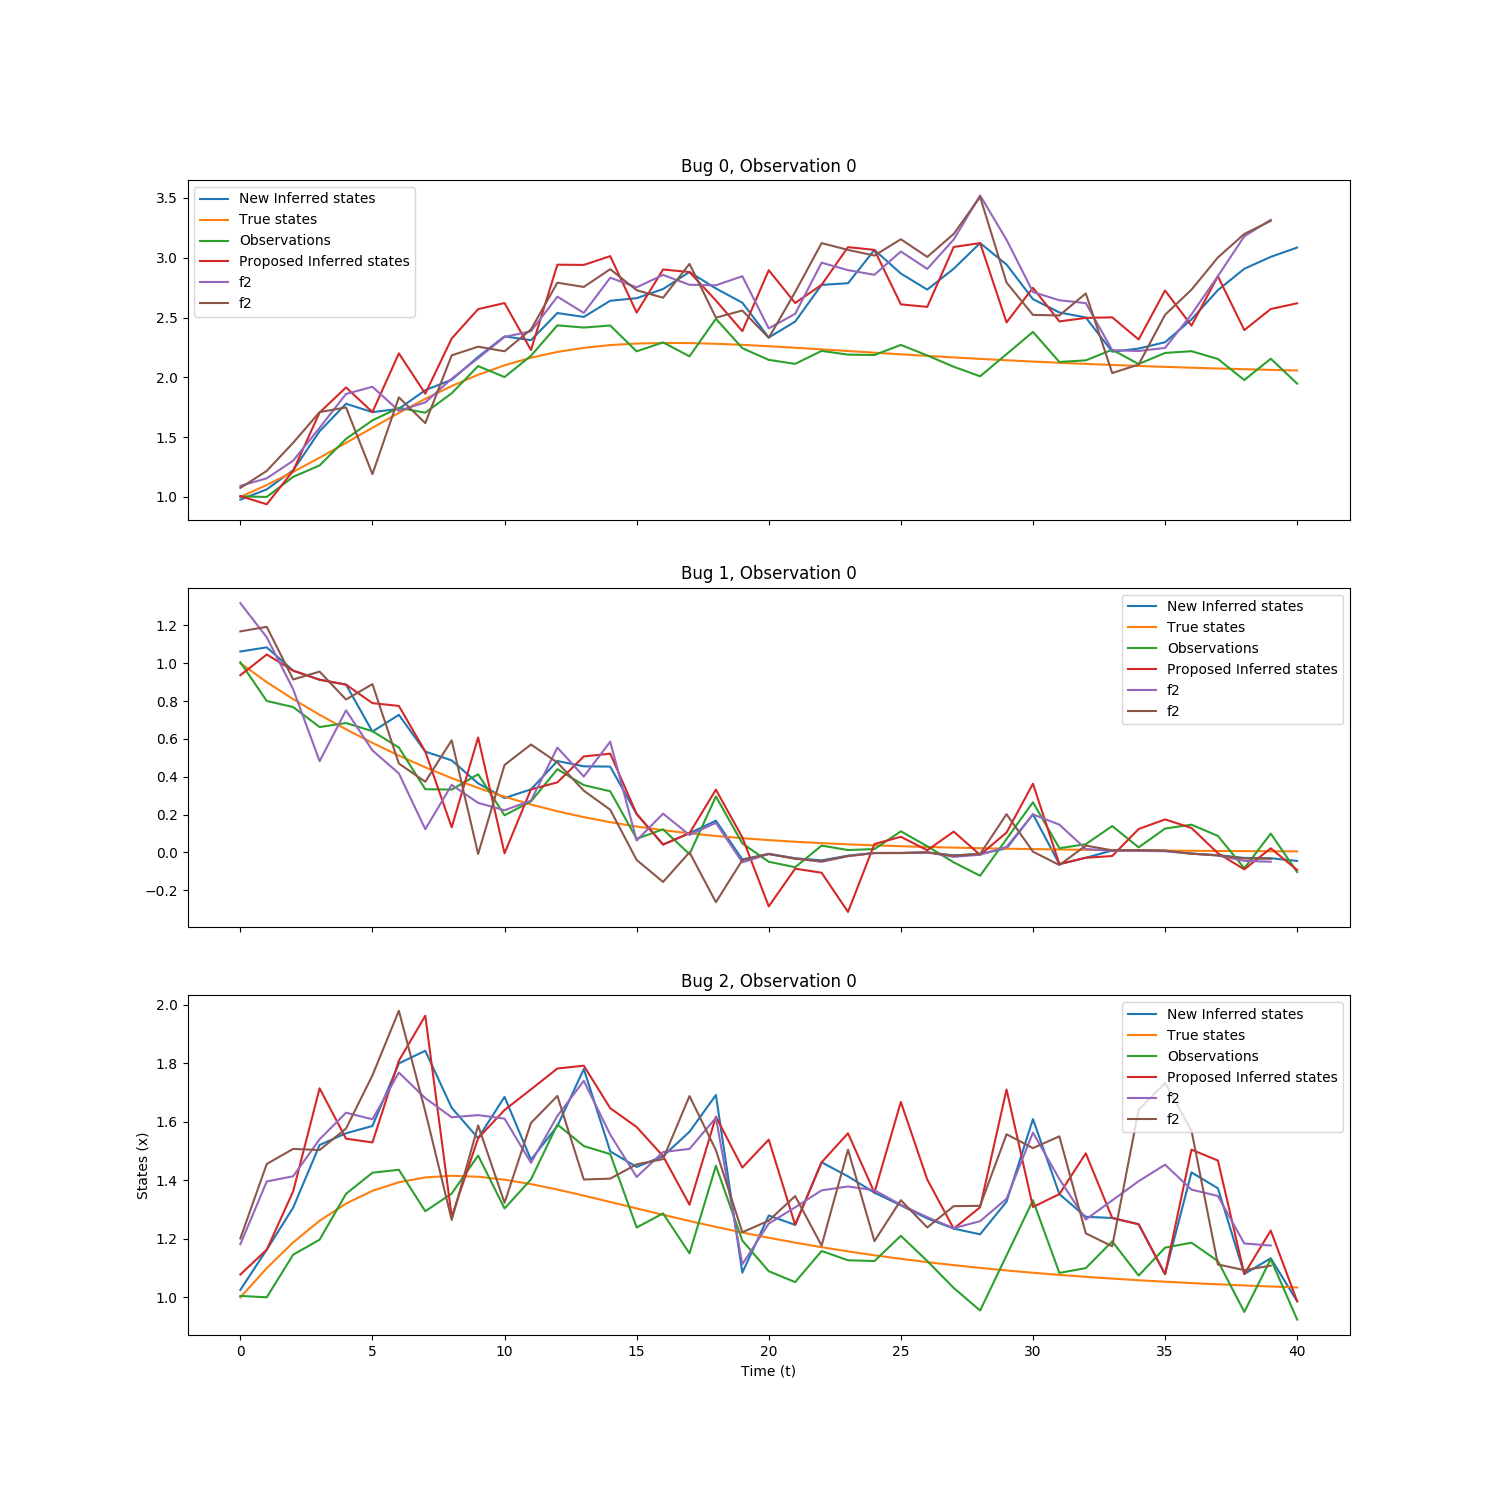 Bug 0, Observation 0
3.5
3.0
2.5
2.0
1.5
1.0
New Inferred states
True states
Observations
Proposed Inferred states
f2
f2
Bug 1, Observation 0
1.2
1.0
0.8
0.6
0.4
0.2
0.0
−0.2
New Inferred states
True states
Observations
Proposed Inferred states
f2
f2
Bug 2, Observation 0
States (x)
2.0
1.8
1.6
1.4
1.2
1.0
New Inferred states
True states
Observations
Proposed Inferred states
f2
f2
0 5 10 15 20 25 30 35 40
Time (t)